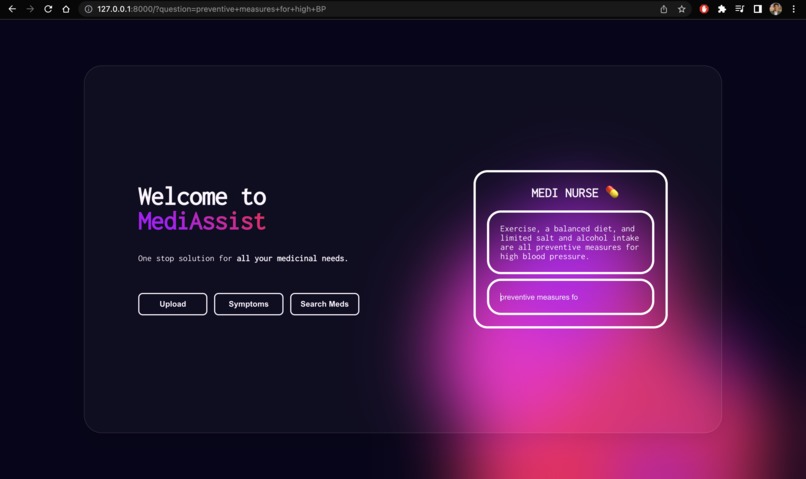 127.0.0.1:8000/?question=preventive+measures+for+high+BP
Welcome to
MediAssist
One stop solution for all your medicinal needs.
Upload
Symptoms
Search Meds
MEDI NURSE
Exercise, a balanced diet, and
limited salt and alcohol intake
are all preventive measures for
high blood pressure.
preventive measures fo